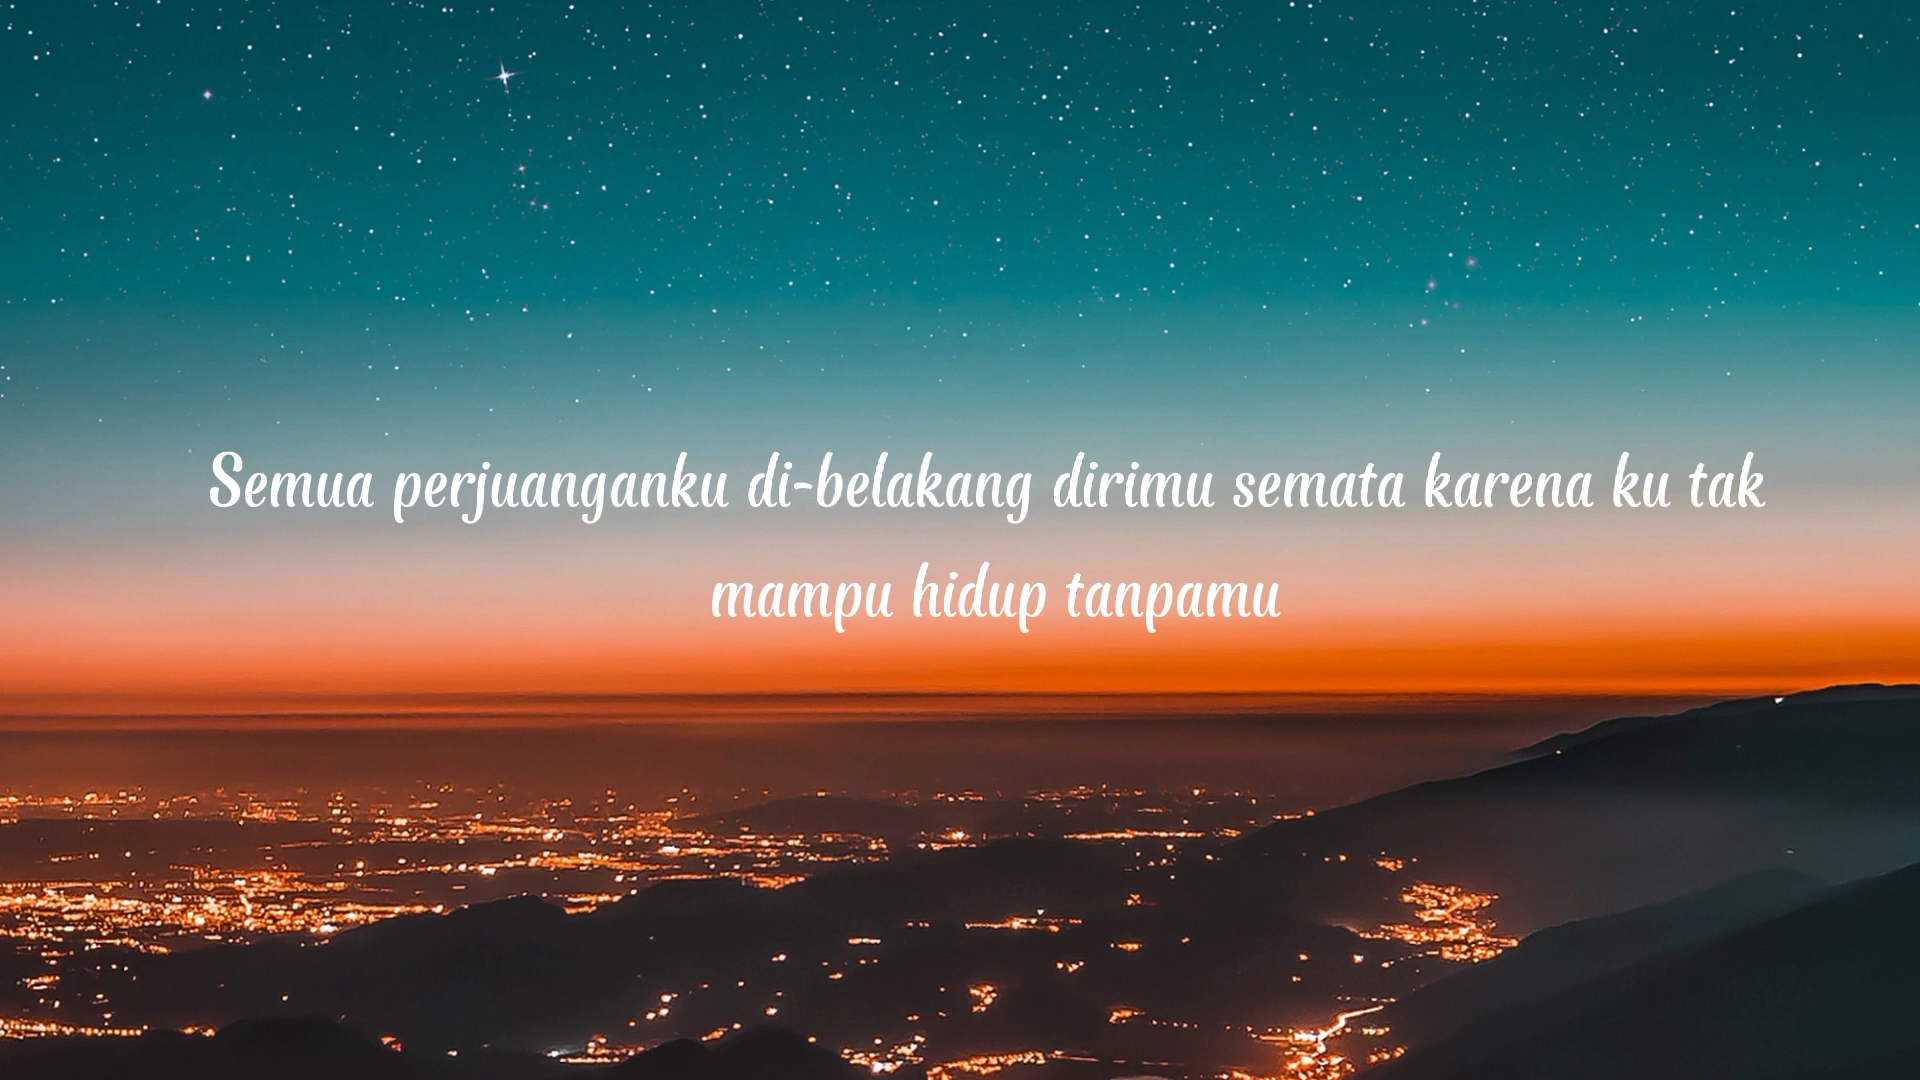 Semua perjuanganku di-belakang dirimu semata karena ku tak
mampu hidup tanpamu